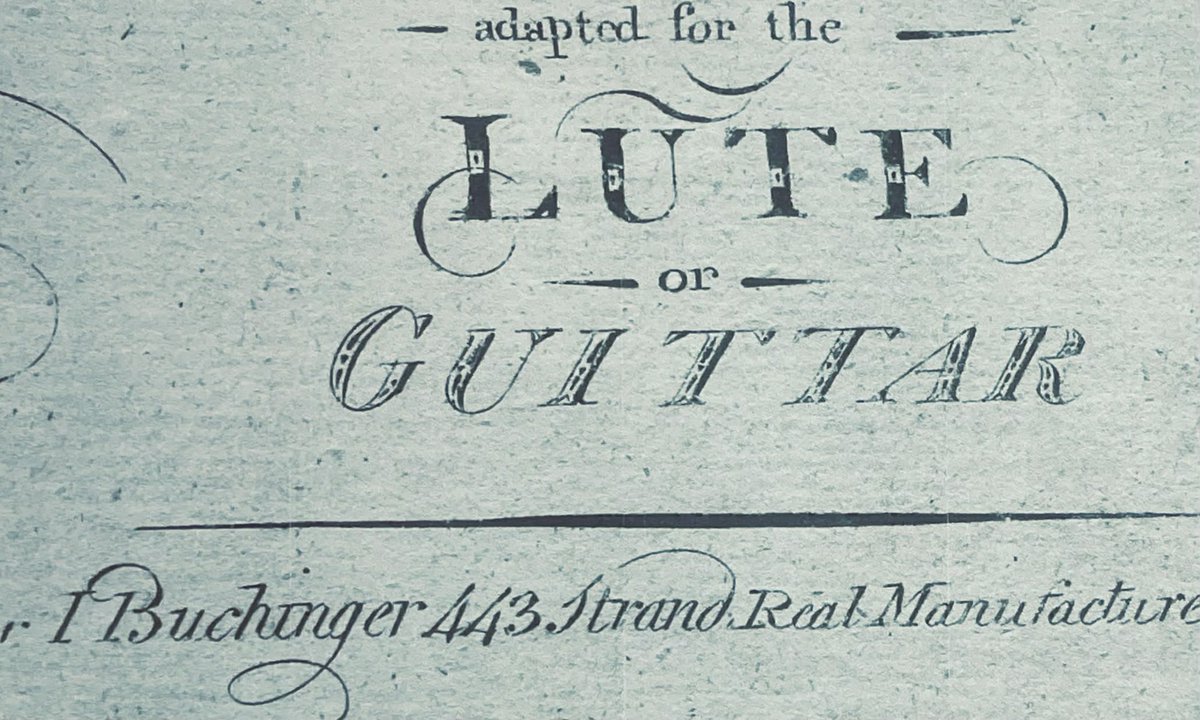 adapted for the
LUTE
or
GUITTAR
r. I Buchinger 443 Strand Real Manufacture